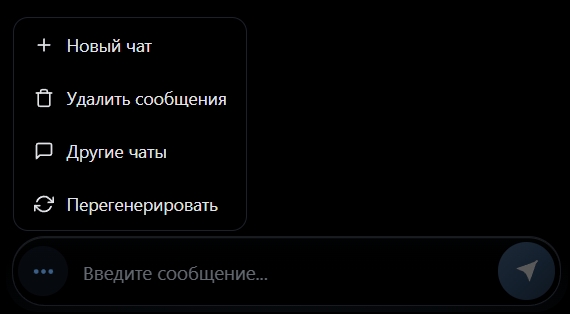 Новый чат
Удалить сообщения
Другие чаты
Перегенерировать
Введите сообщение...